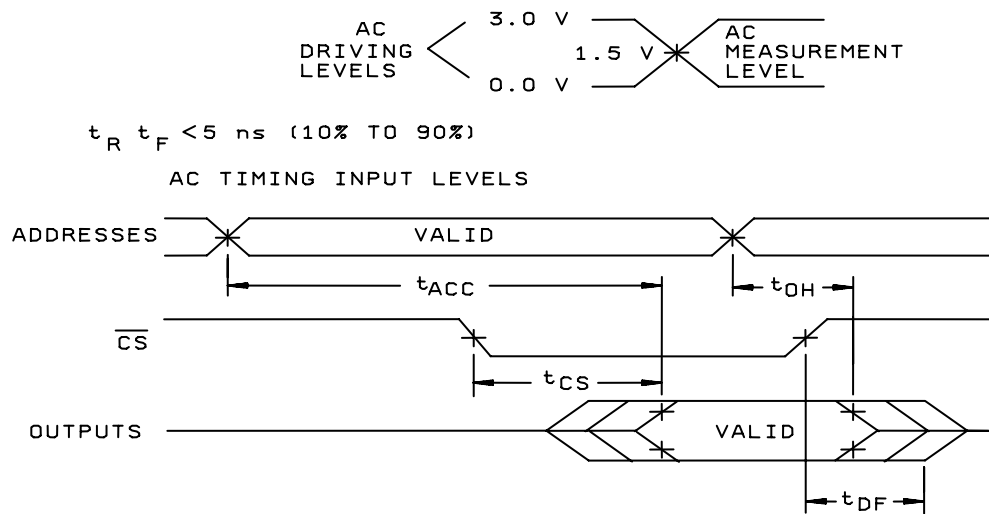 AC DRIVING LEVELS
3.0 V
1.5 V
0.0 V
AC MEASUREMENT LEVEL
tR tF <5 ns (10% TO 90%)
AC TIMING INPUT LEVELS
ADDRESSES
VALID
tACC
tOH
CS
tCS
OUTPUTS
VALID
tDF